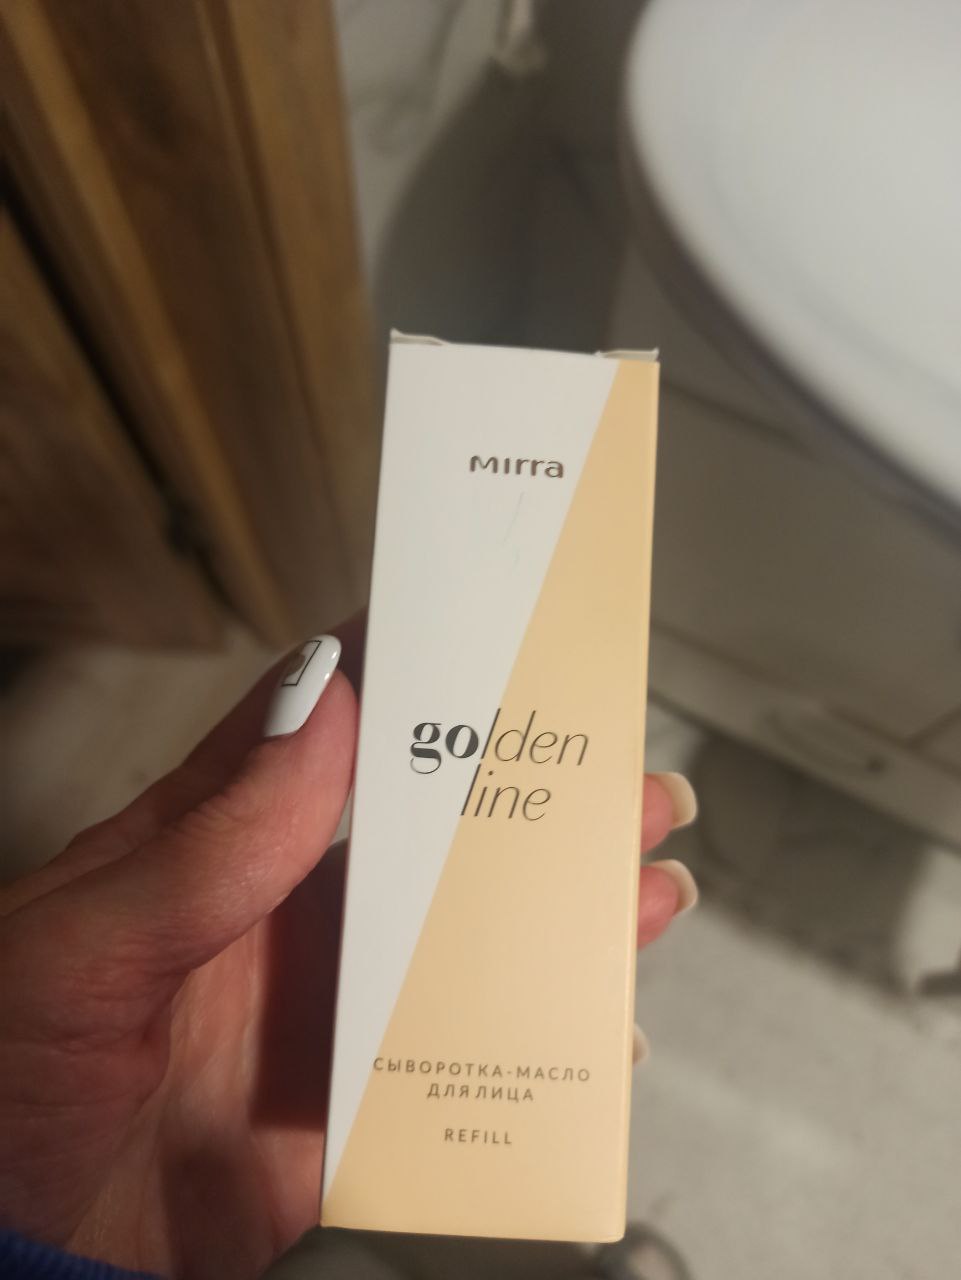 mirra
golden
line
СЫВОРОТКА-МАСЛО
ДЛЯ ЛИЦА
REFILL